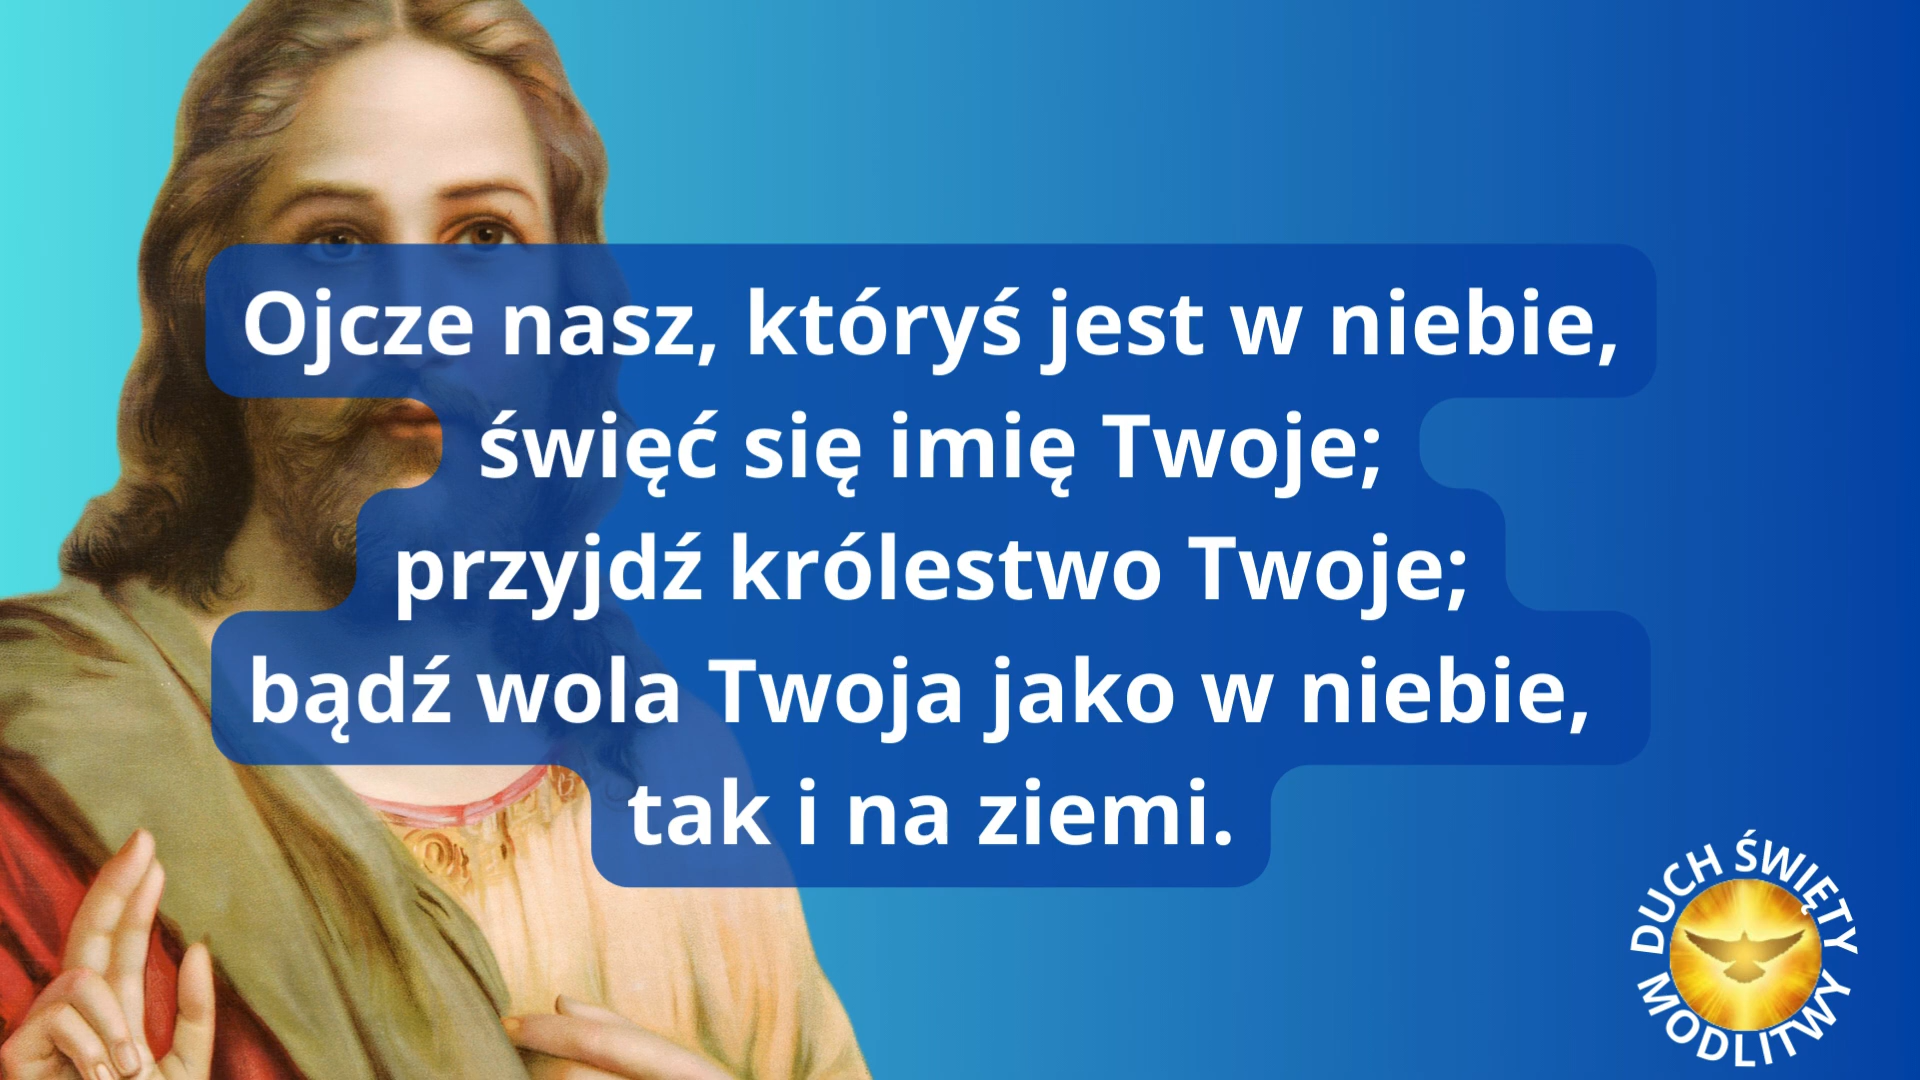 Ojcze nasz, któryś jest w niebie,
święć się imię Twoje;
przyjdź królestwo Twoje;
bądź wola Twoja jako w niebie,
tak i na ziemi.
DUCH ŚWIĘTY
MODLITWY